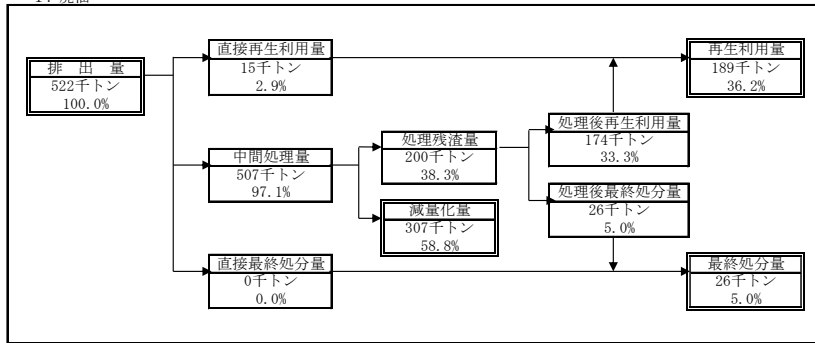 排出量
522千トン
100.0%
直接再生利用量
15千トン
2.9%
再生利用量
189千トン
36.2%
中間処理量
507千トン
97.1%
処理残渣量
200千トン
38.3%
処理後再生利用量
174千トン
33.3%
減量化量
307千トン
58.8%
処理後最終処分量
26千トン
5.0%
直接最終処分量
0千トン
0.0%
最終処分量
26千トン
5.0%